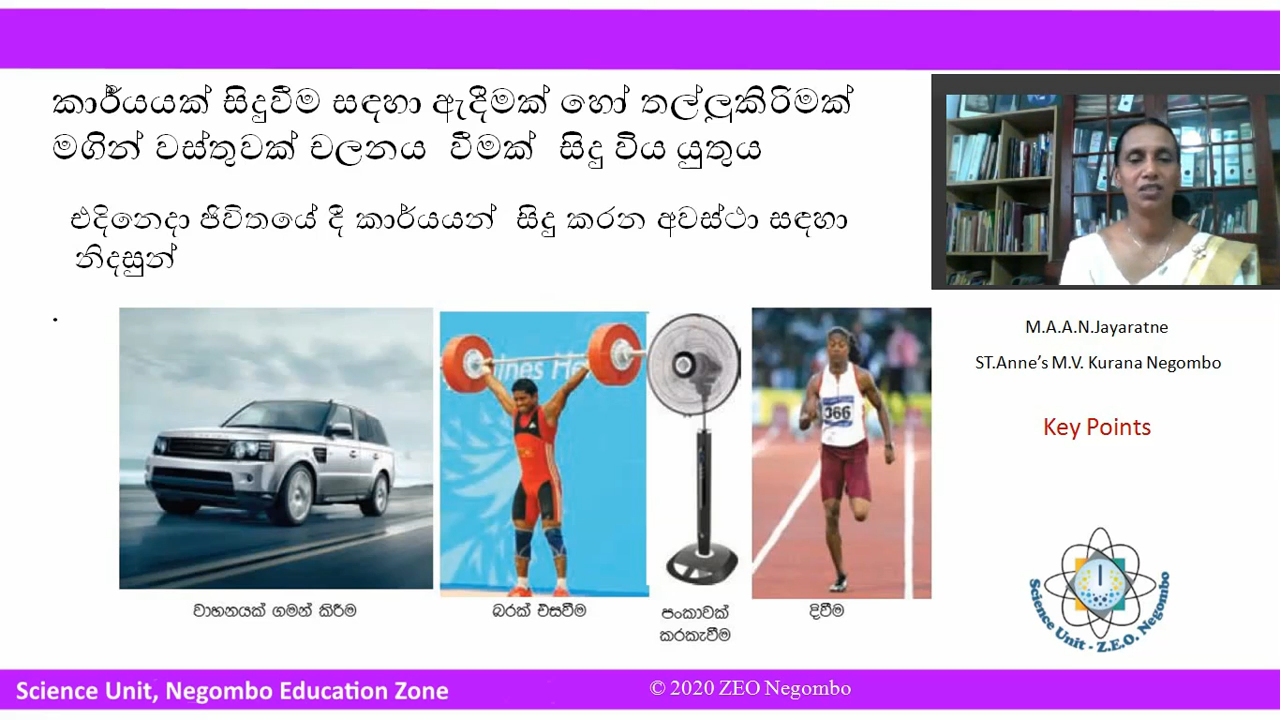 කාර්යයක් සිදුවීම සඳහා ඇදීමක් හෝ තල්ලුකිරිමක්
මගින් වස්තුවක් චලනය වීමක් සිදු විය යුතුය
එදිනෙදා ජිවිතයේ දී කාර්යයන් සිදු කරන අවස්ථා සඳහා
නිදසුන්
.
වාහනයක් ගමන් කිරීම
බරක් එසවීම
පංකාවක්
කරකැවීම
දිවීම
366
M.A.A.N.Jayaratne
ST.Anne's M.V. Kurana Negombo
Key Points
Science Unit - Z.E.O. Negombo
Science Unit, Negombo Education Zone
© 2020 ZEO Negombo